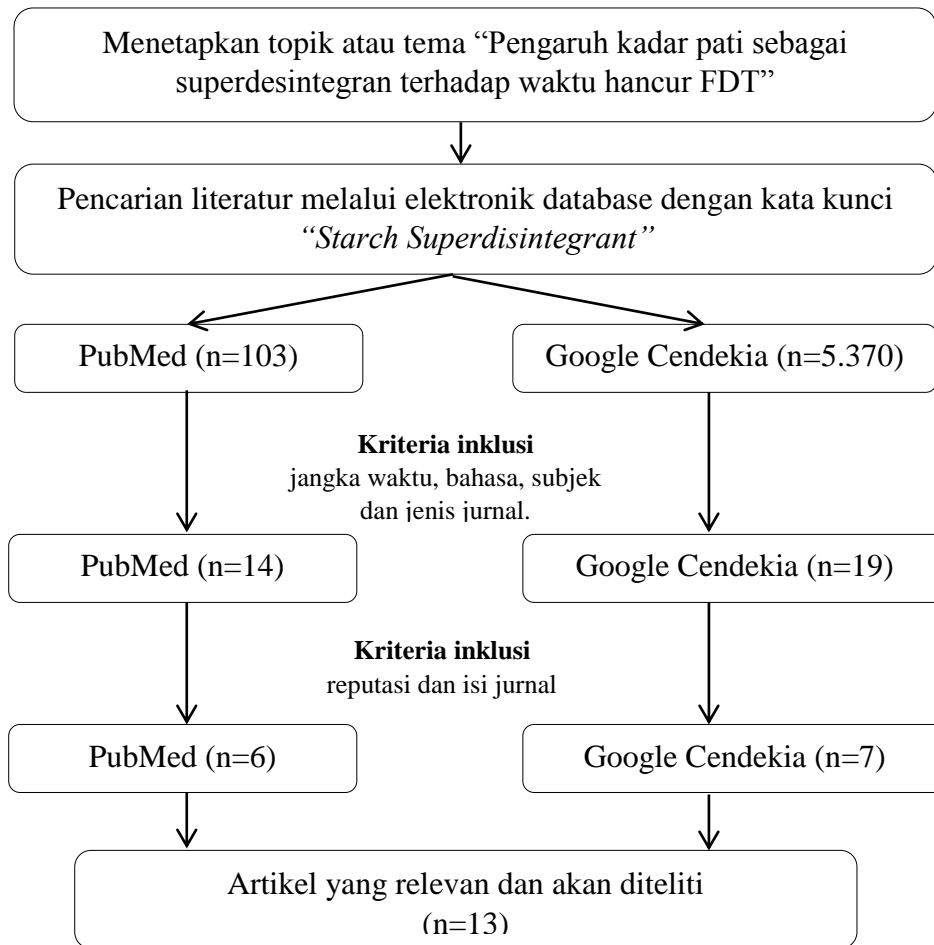 Menetapkan topik atau tema “Pengaruh kadar pati sebagai
superdesintegran terhadap waktu hancur FDT”
Pencarian literatur melalui elektronik database dengan kata kunci
“Starch Superdisintegrant”
PubMed (n=103)
Google Cendekia (n=5.370)
Kriteria inklusi
jangka waktu, bahasa, subjek
dan jenis jurnal.
PubMed (n=14)
Google Cendekia (n=19)
Kriteria inklusi
reputasi dan isi jurnal
PubMed (n=6)
Google Cendekia (n=7)
Artikel yang relevan dan akan diteliti
(n=13)